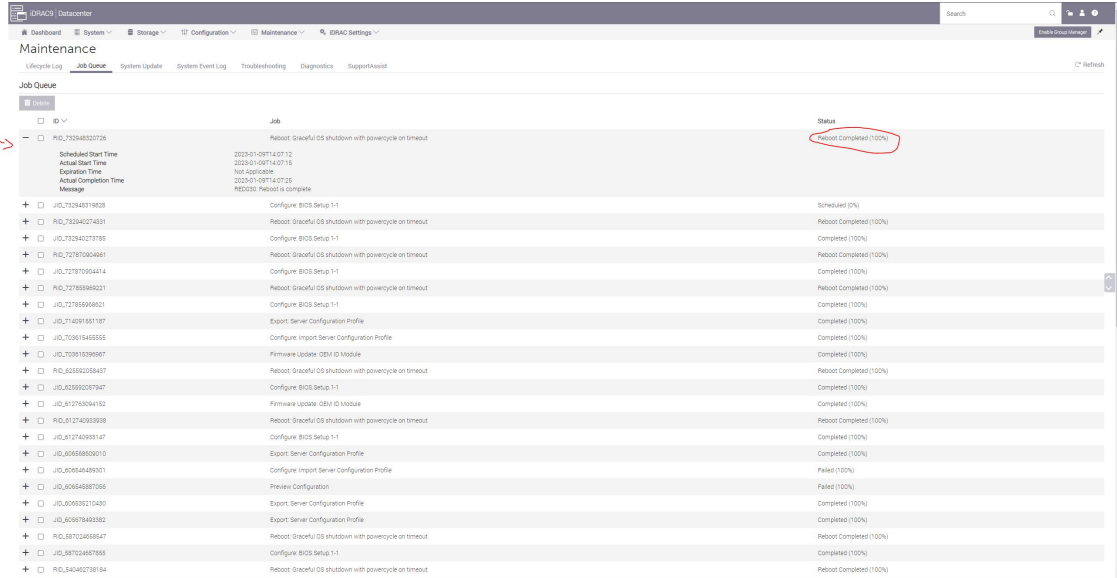 iDRAC9 | Datacenter Search
Dashboard System Storage Configuration Maintenance iDRAC Settings Enable Group Manager
Maintenance
Lifecycle Log Job Queue System Update System Event Log Troubleshooting Diagnostics SupportAssist Refresh
Job Queue
Delete
ID Job Status
RID_732948320726 Reboot: Graceful OS shutdown with powercycle on timeout Reboot Completed (100%)
Scheduled Start Time 2023-01-09T14:07:12
Actual Start Time 2023-01-09T14:07:15
Expiration Time Not Applicable
Actual Completion Time 2023-01-09T14:07:25
Message RED030: Reboot is complete.
JID_732948319828 Configure: BIOS.Setup.1-1 Scheduled (0%)
RID_732940274331 Reboot: Graceful OS shutdown with powercycle on timeout Reboot Completed (100%)
JID_732940273785 Configure: BIOS.Setup.1-1 Completed (100%)
RID_727870904961 Reboot: Graceful OS shutdown with powercycle on timeout Reboot Completed (100%)
JID_727870904414 Configure: BIOS.Setup.1-1 Completed (100%)
RID_727855969221 Reboot: Graceful OS shutdown with powercycle on timeout Reboot Completed (100%)
JID_727855968621 Configure: BIOS.Setup.1-1 Completed (100%)
JID_714091551187 Export: Server Configuration Profile Completed (100%)
JID_703615455555 Configure: Import Server Configuration Profile Completed (100%)
JID_703615396967 Firmware Update: OEM ID Module Completed (100%)
RID_625592058437 Reboot: Graceful OS shutdown with powercycle on timeout Reboot Completed (100%)
JID_625592057947 Configure: BIOS.Setup.1-1 Completed (100%)
JID_612763094152 Firmware Update: OEM ID Module Completed (100%)
RID_612740933938 Reboot: Graceful OS shutdown with powercycle on timeout Reboot Completed (100%)
JID_612740933147 Configure: BIOS.Setup.1-1 Completed (100%)
JID_606568609010 Export: Server Configuration Profile Completed (100%)
JID_606546489301 Configure: Import Server Configuration Profile Failed (100%)
JID_606545887056 Preview Configuration Failed (100%)
JID_606535210430 Export: Server Configuration Profile Completed (100%)
JID_605678493382 Export: Server Configuration Profile Completed (100%)
RID_587024658547 Reboot: Graceful OS shutdown with powercycle on timeout Reboot Completed (100%)
JID_587024657855 Configure: BIOS.Setup.1-1 Completed (100%)
RID_540462738184 Reboot: Graceful OS shutdown with powercycle on timeout Reboot Completed (100%)